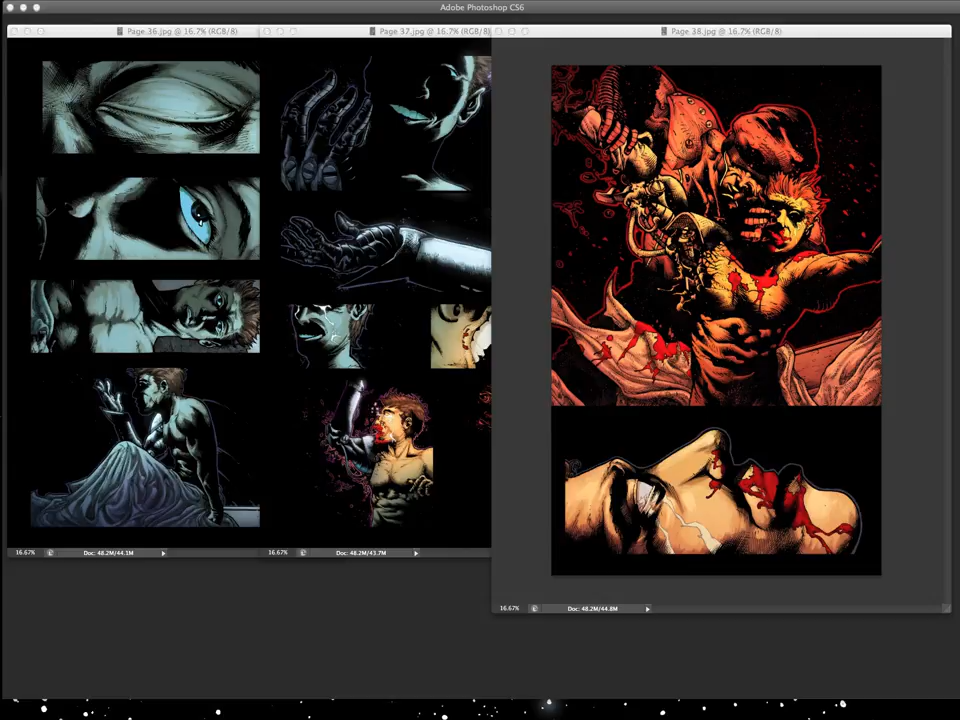 Adobe Photoshop CS6
Page 36.jpg @ 16.7% (RGB/8)
Page 37.jpg @ 16.7% (RGB/8)
Page 38.jpg @ 16.7% (RGB/8)
16.67%
Doc: 48.2M/44.1M
16.67%
Doc: 48.2M/43.7M
16.67%
Doc: 48.2M/44.8M